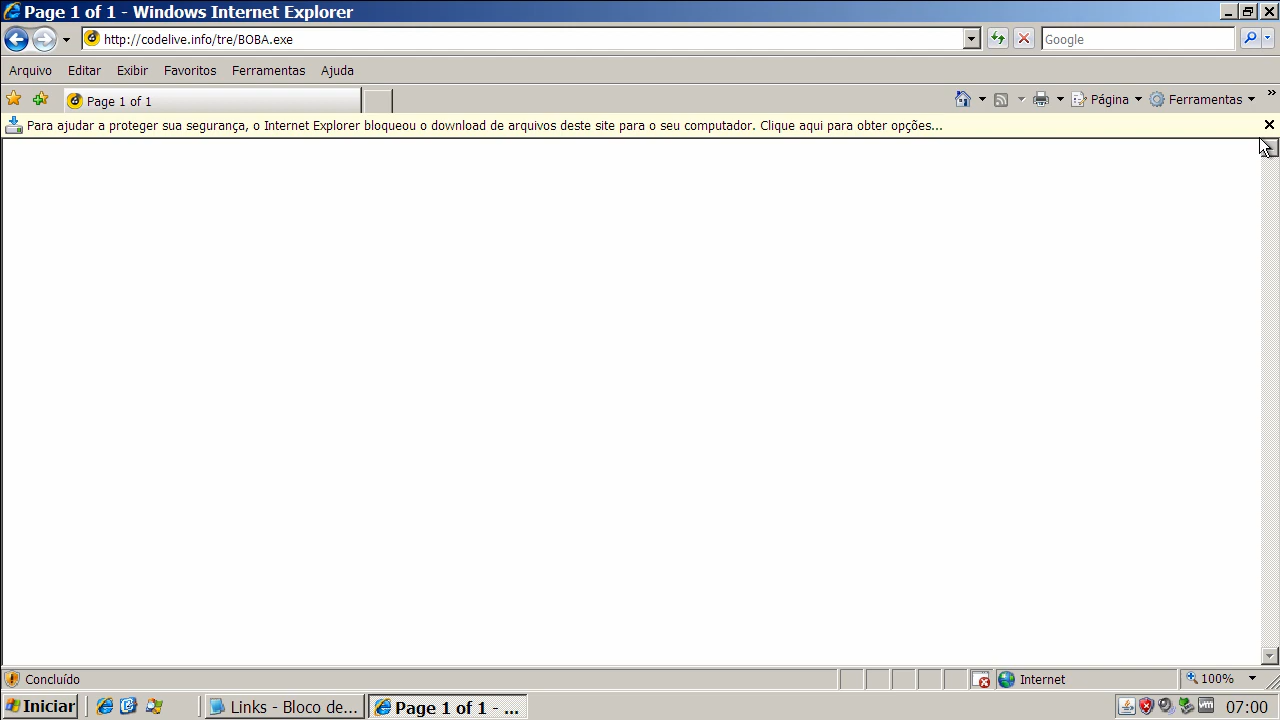 Page 1 of 1 - Windows Internet Explorer
http://codelive.info/tre/BOBA.exe
Google
Arquivo Editar Exibir Favoritos Ferramentas Ajuda
Page 1 of 1
Página Ferramentas »
Para ajudar a proteger sua segurança, o Internet Explorer bloqueou o download de arquivos deste site para o seu computador. Clique aqui para obter opções...
Concluído Internet 100%
Iniciar Links - Bloco de... Page 1 of 1 - ... 07:00